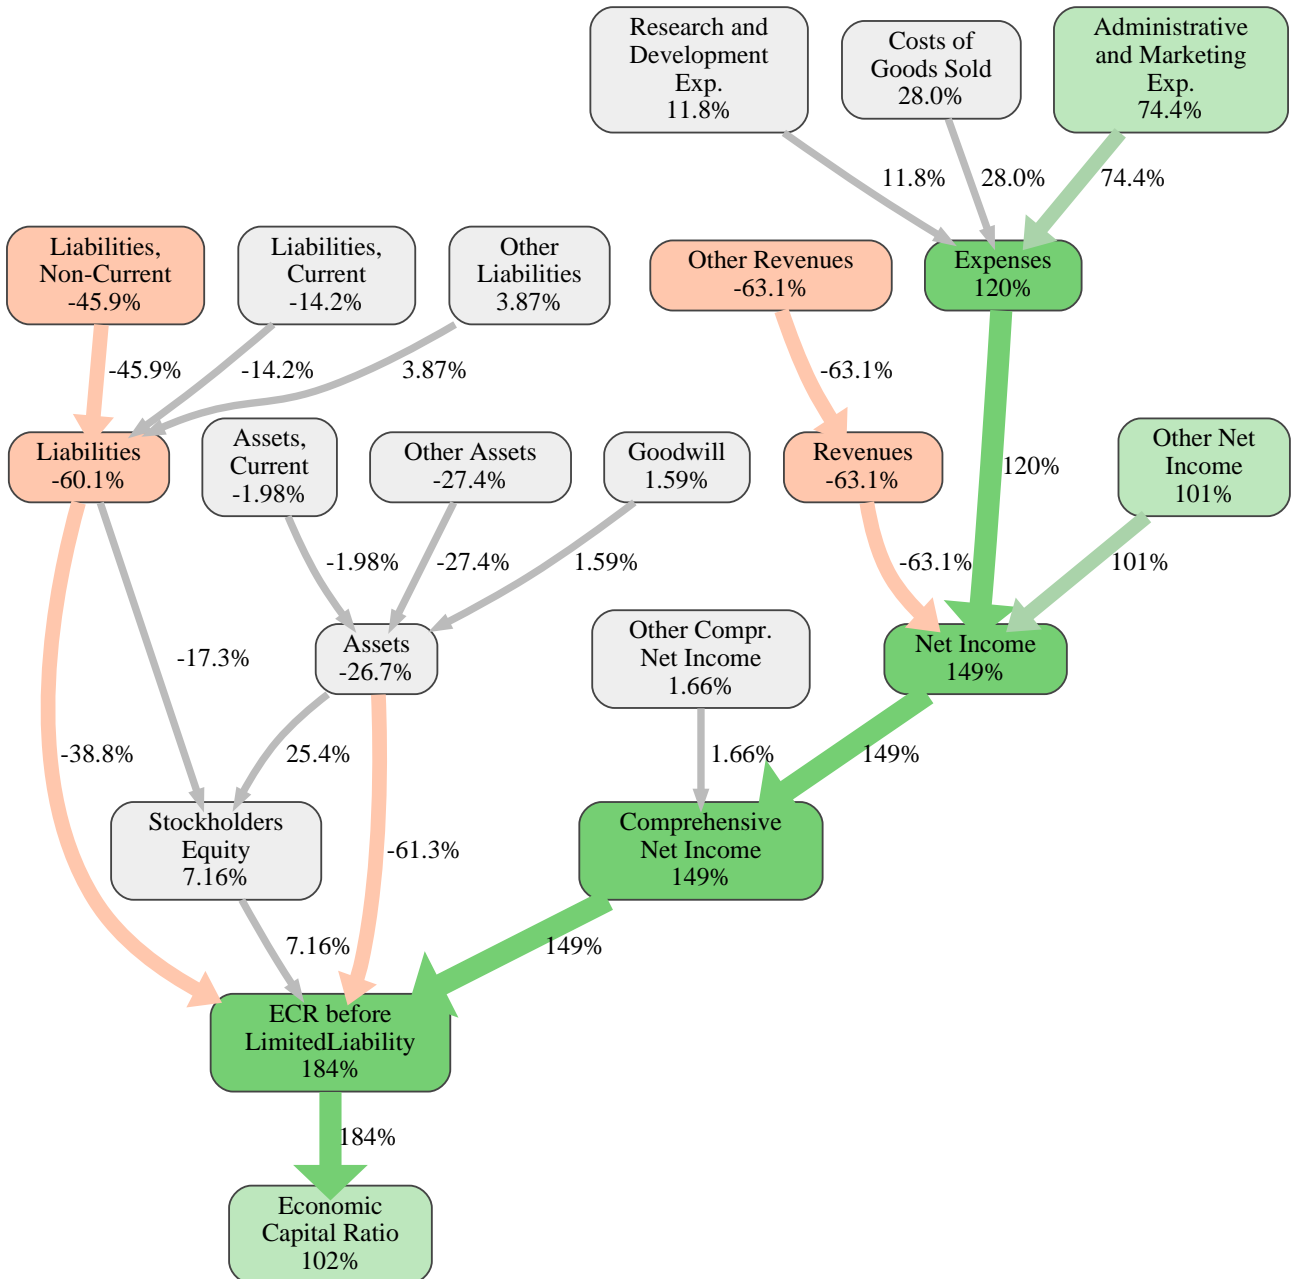 Research and
Development
Exp.
11.8%
Costs of
Goods Sold
28.0%
Administrative
and Marketing
Exp.
74.4%
11.8%
28.0%
74.4%
Liabilities,
Non-Current
-45.9%
Liabilities,
Current
-14.2%
Other
Liabilities
3.87%
Other Revenues
-63.1%
Expenses
120%
-45.9%
-14.2%
3.87%
-63.1%
Liabilities
-60.1%
Assets,
Current
-1.98%
Other Assets
-27.4%
Goodwill
1.59%
Revenues
-63.1%
120%
Other Net
Income
101%
-1.98%
-27.4%
1.59%
-63.1%
101%
-17.3%
Assets
-26.7%
Other Compr.
Net Income
1.66%
Net Income
149%
-38.8%
25.4%
1.66%
149%
Stockholders
Equity
7.16%
-61.3%
Comprehensive
Net Income
149%
7.16%
149%
ECR before
LimitedLiability
184%
184%
Economic
Capital Ratio
102%